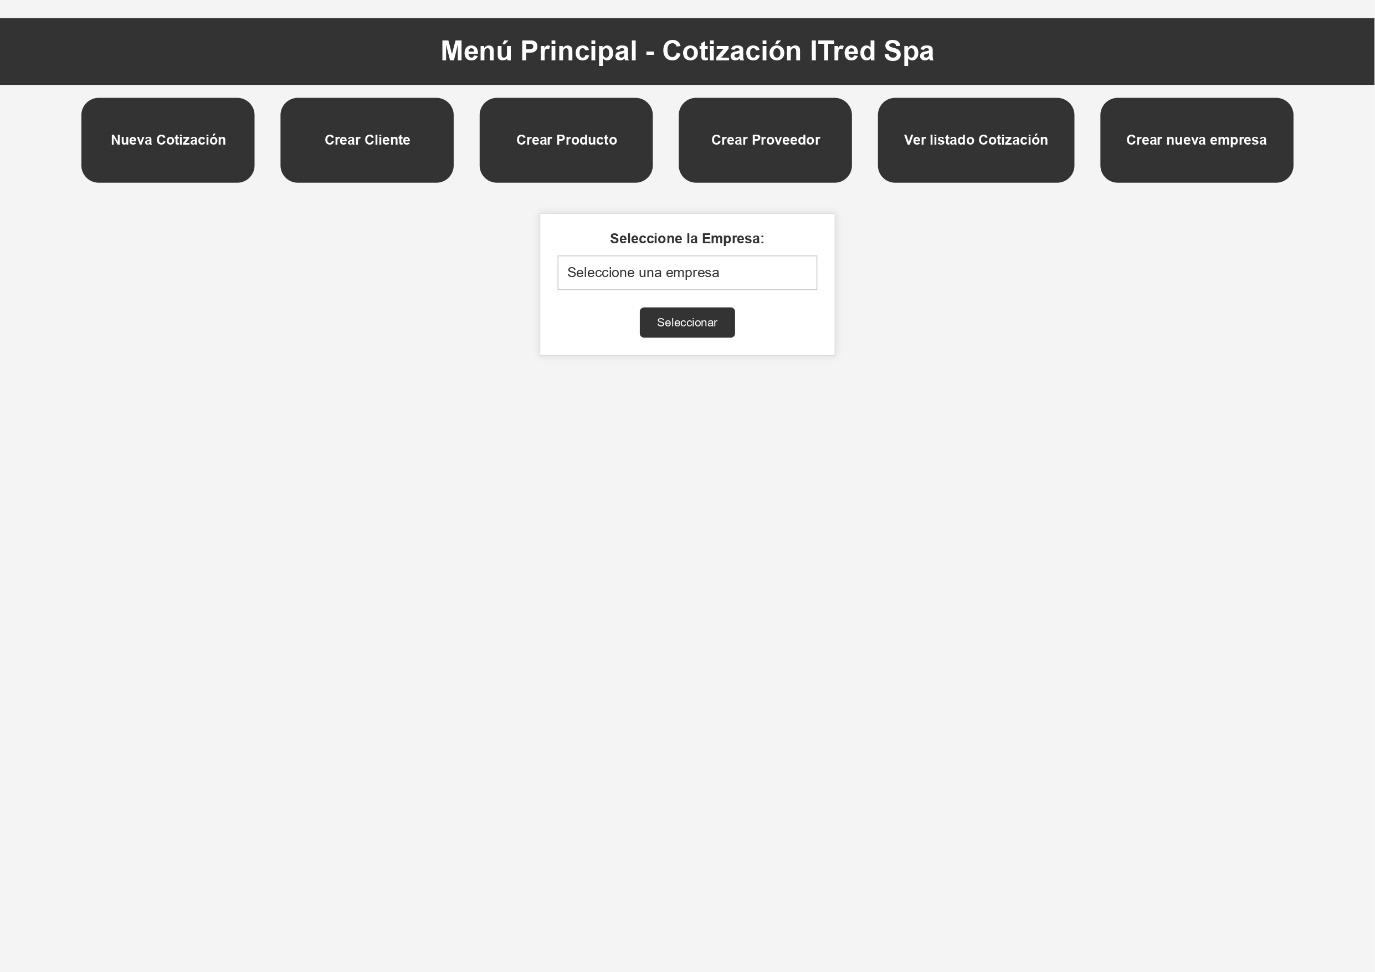 Menú Principal - Cotización ITred Spa
Nueva Cotización
Crear Cliente
Crear Producto
Crear Proveedor
Ver listado Cotización
Crear nueva empresa
Seleccione la Empresa:
Seleccione una empresa
Seleccionar